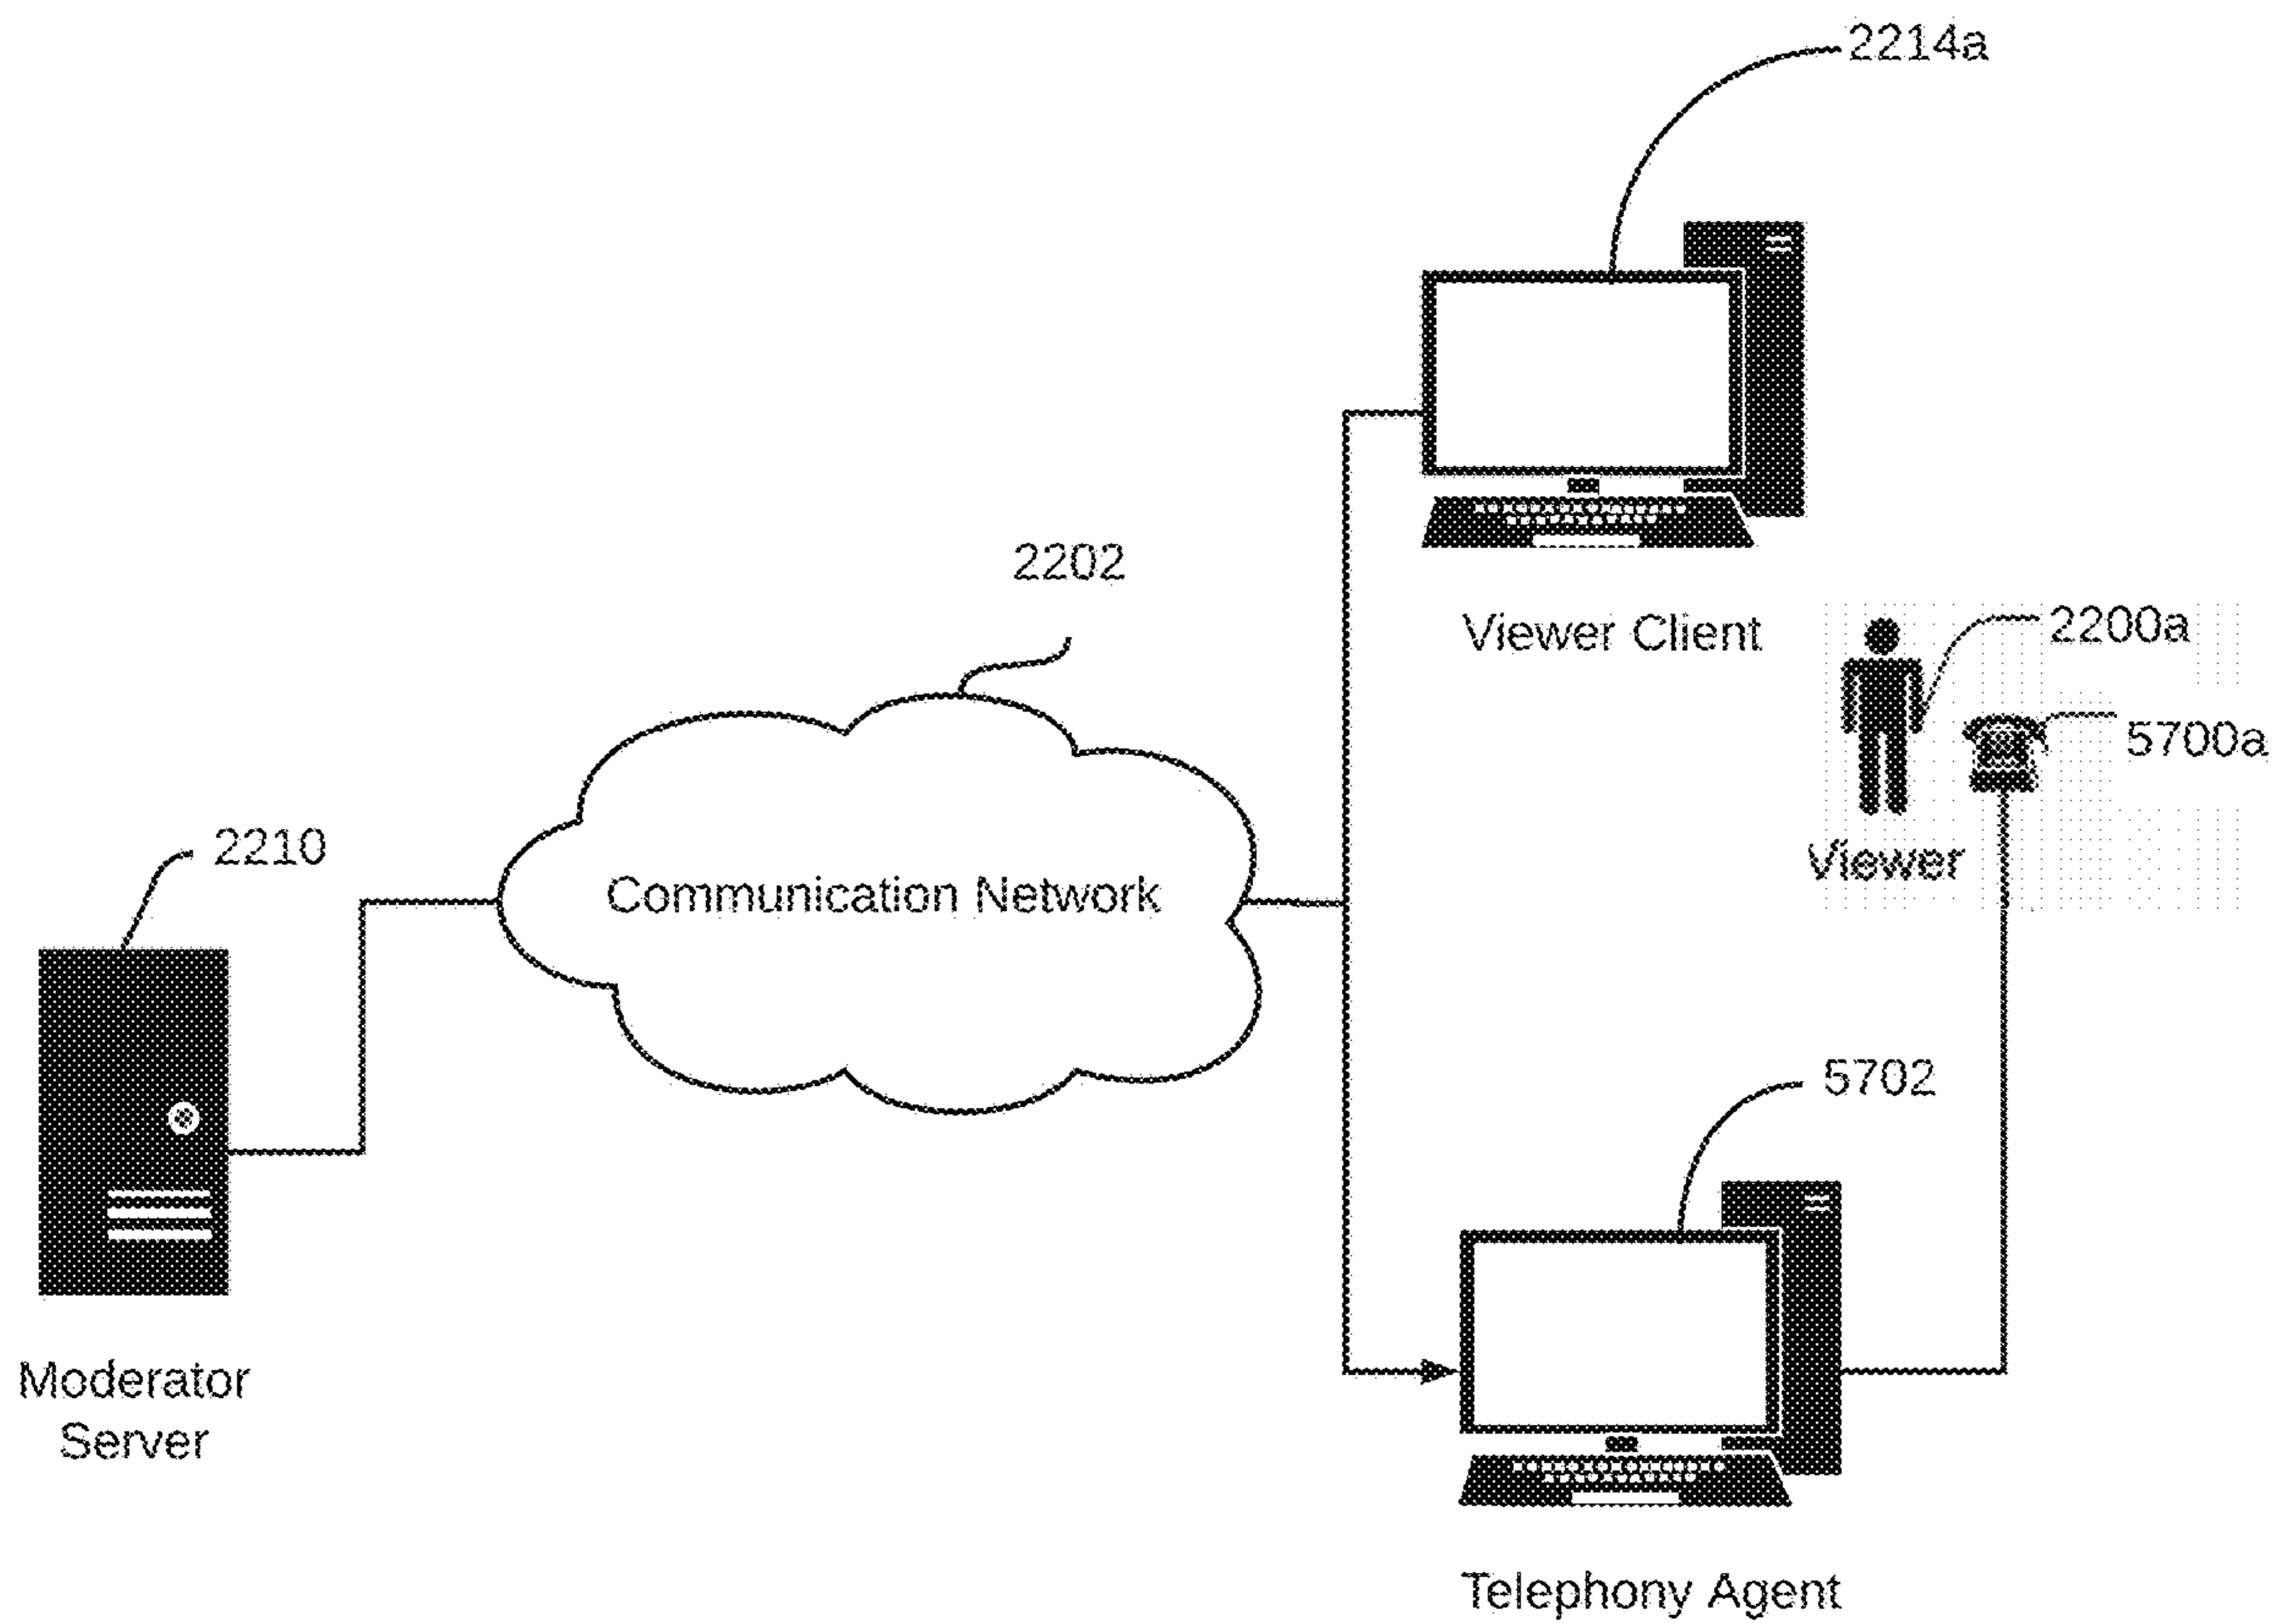 2214a
2202
Viewer Client
2200a
5700a
Viewer
2210
Communication Network
5702
Moderator
Server
Telephony Agent